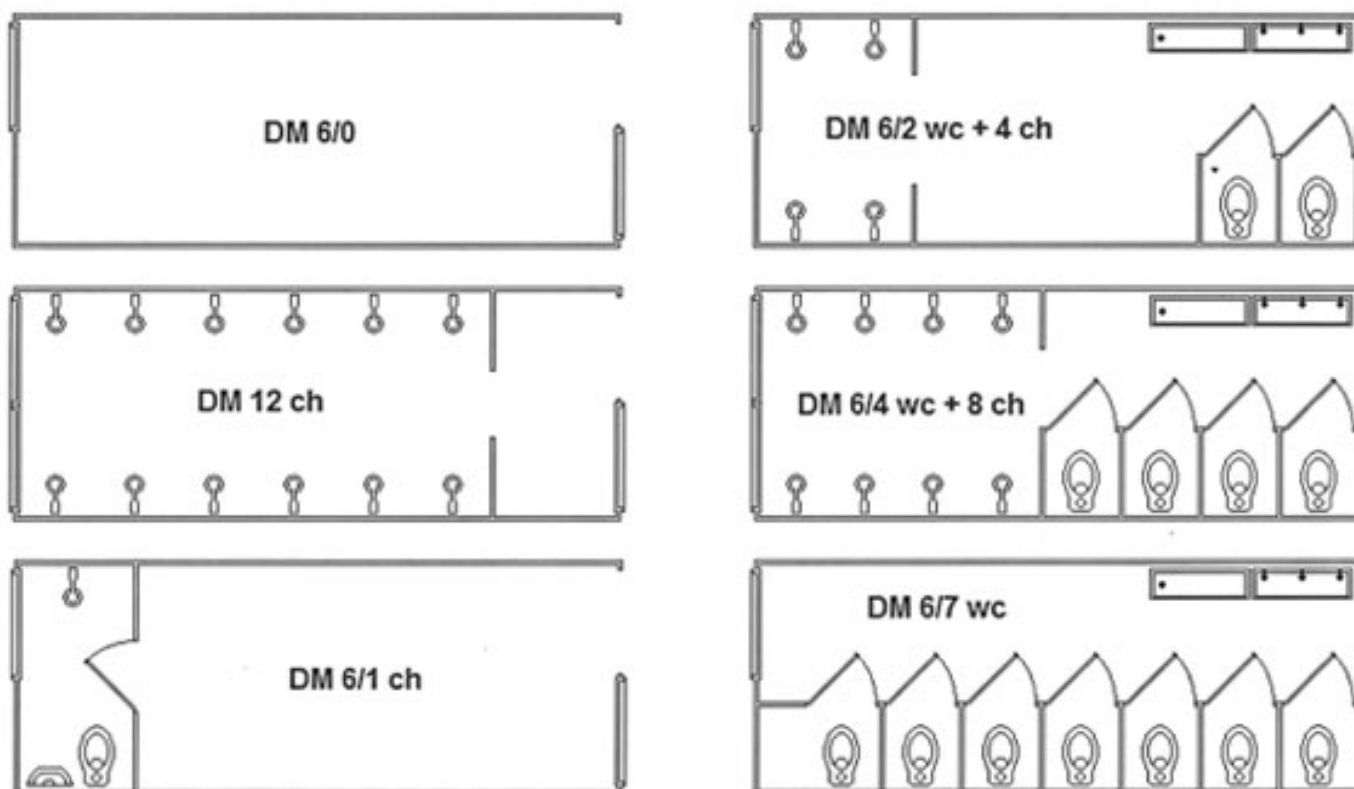 DM 6/0
DM 6/2 wc + 4 ch
DM 12 ch
DM 6/4 wc + 8 ch
DM 6/1 ch
DM 6/7 wc